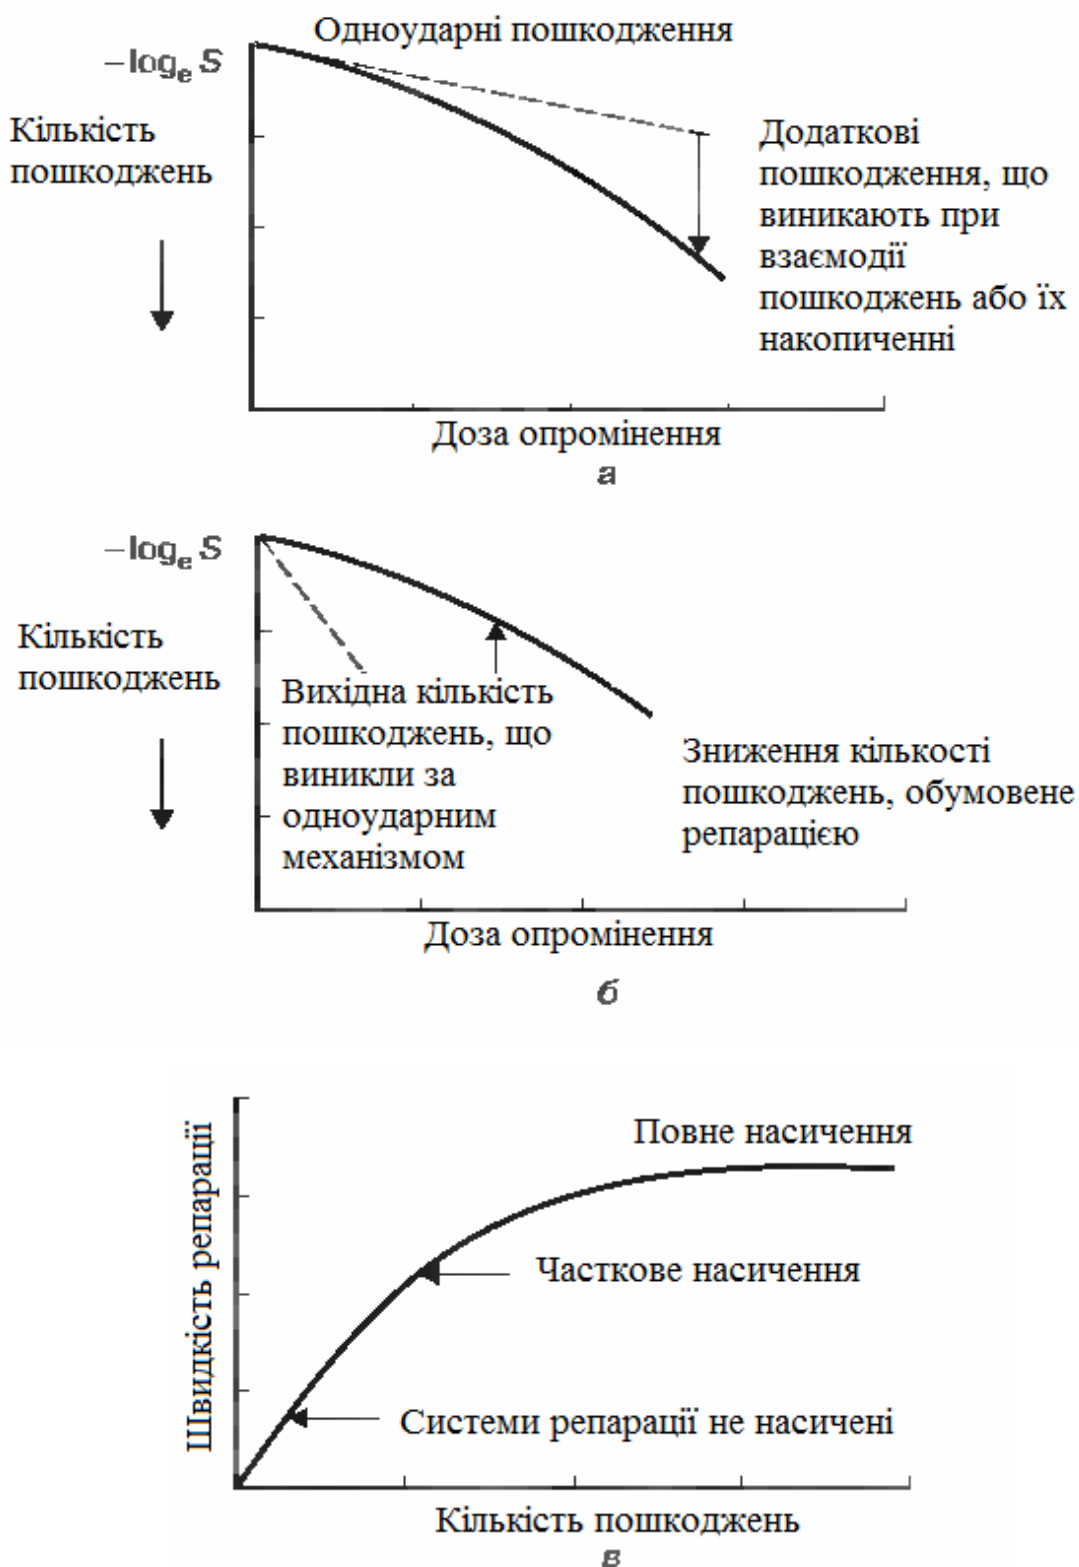 Одноударні пошкодження
−logₑ S
Кількість
пошкоджень
Додаткові
пошкодження, що
виникають при
взаємодії
пошкоджень або їх
накопиченні
Доза опромінення
а
−logₑ S
Кількість
пошкоджень
Вихідна кількість
пошкоджень, що
виникли за
одноударним
механізмом
Зниження кількості
пошкоджень, обумовене
репарацією
Доза опромінення
б
Швидкість репарації
Повне насичення
Часткове насичення
Системи репарації не насичені
Кількість пошкоджень
в